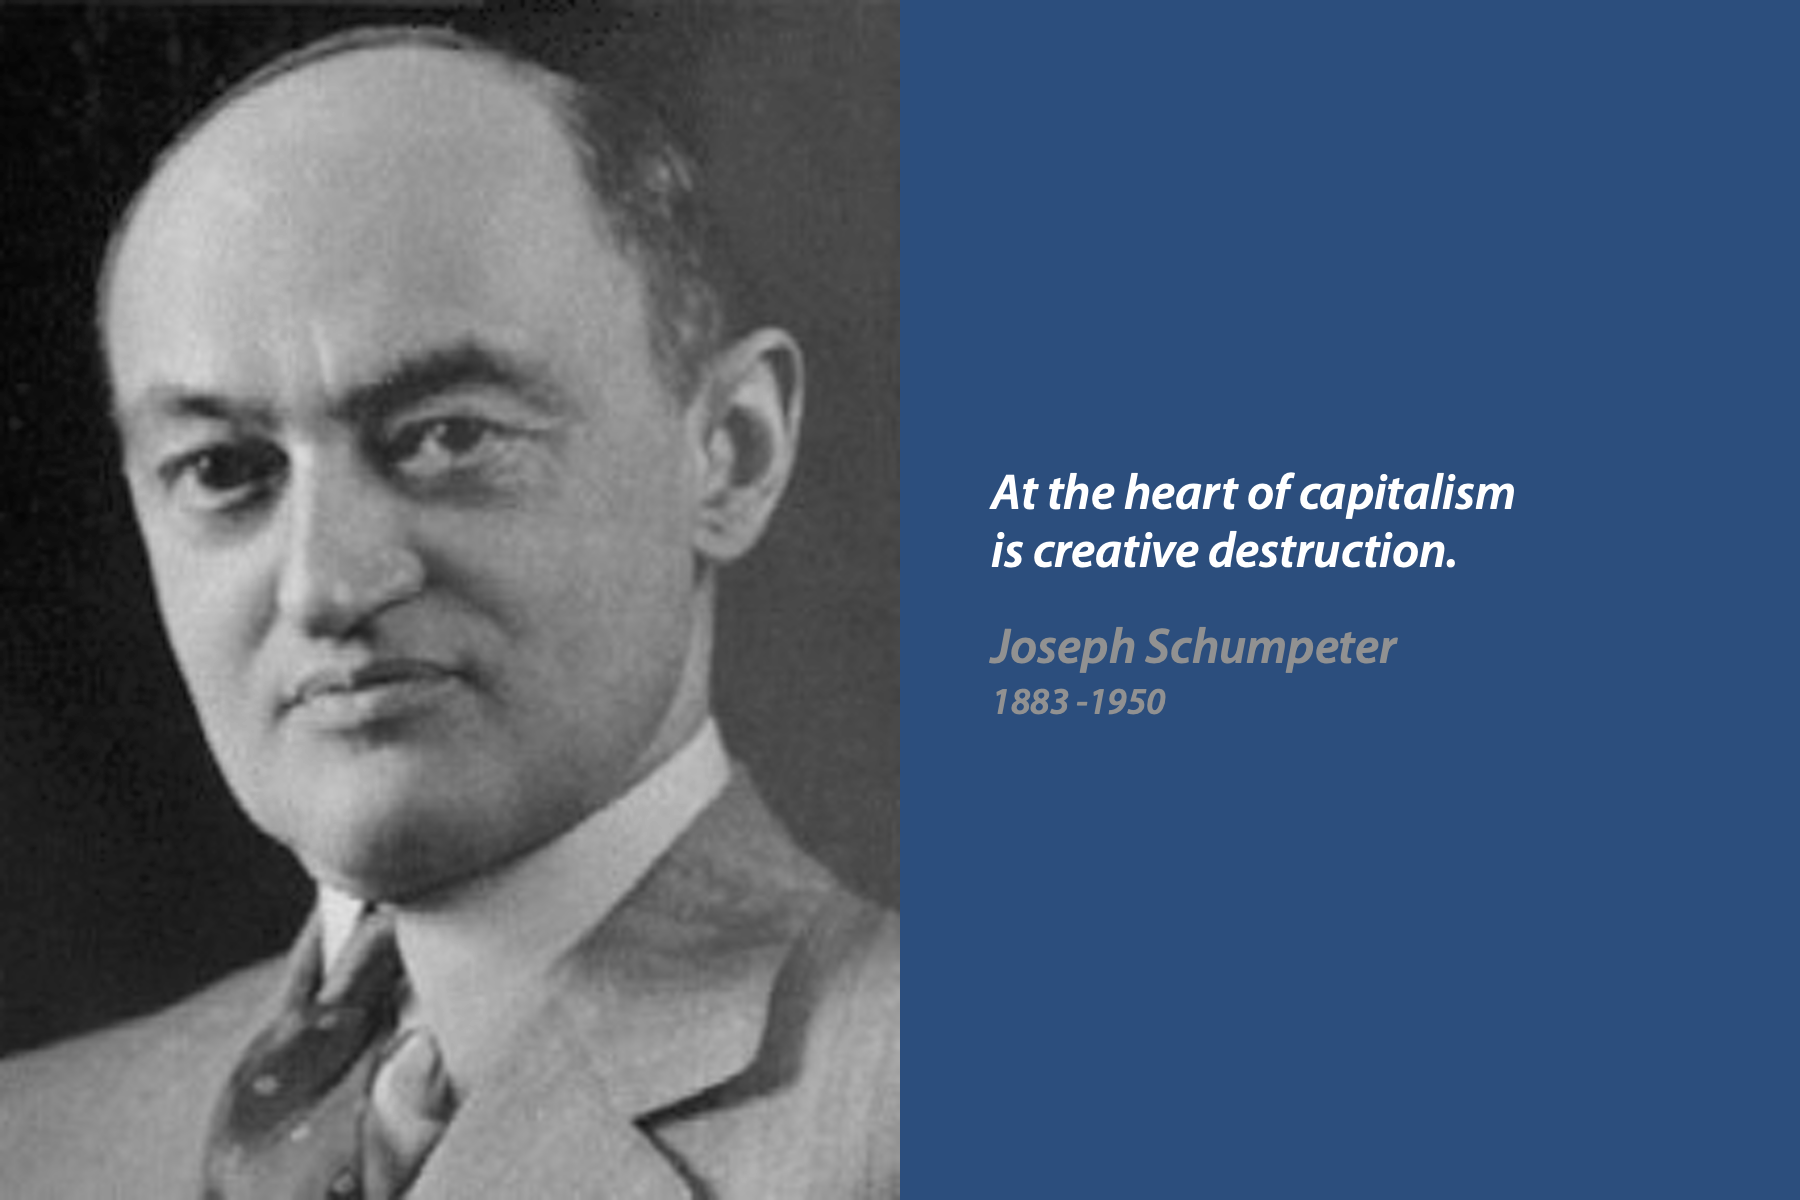 At the heart of capitalism
is creative destruction.
Joseph Schumpeter
1883 -1950